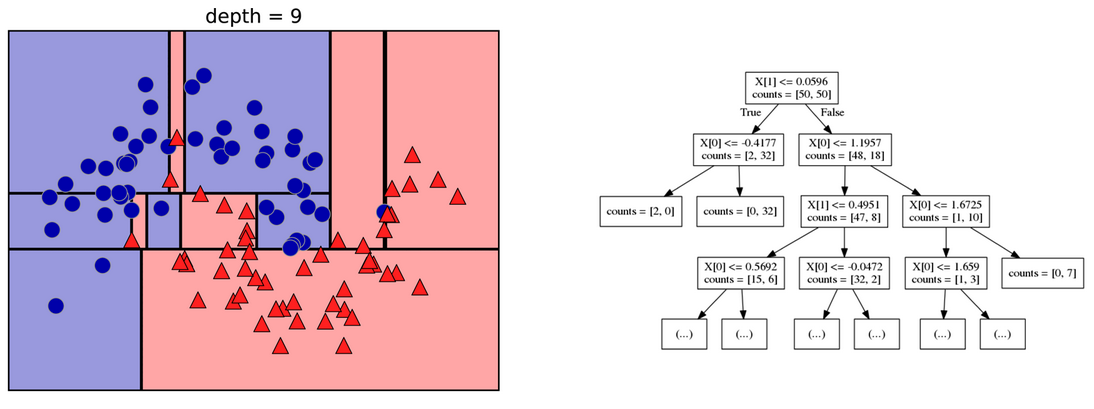 depth = 9
X[1] <= 0.0596
counts = [50, 50]
True
False
X[0] <= -0.4177
counts = [2, 32]
X[0] <= 1.1957
counts = [48, 18]
counts = [2, 0]
counts = [0, 32]
X[1] <= 0.4951
counts = [47, 8]
X[0] <= 1.6725
counts = [1, 10]
X[0] <= 0.5692
counts = [15, 6]
X[0] <= -0.0472
counts = [32, 2]
X[0] <= 1.659
counts = [1, 3]
counts = [0, 7]
(...)
(...)
(...)
(...)
(...)
(...)